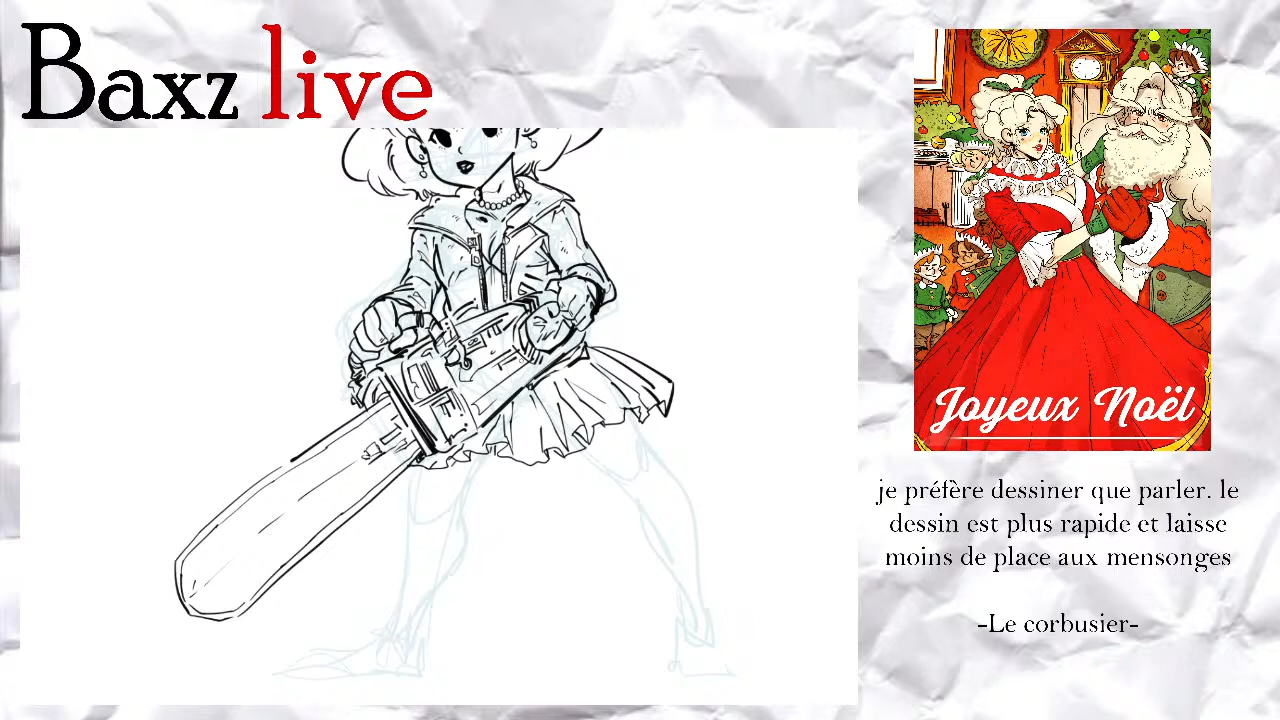 Baxz live
Joyeux Noël
je préfère dessiner que parler. le
dessin est plus rapide et laisse
moins de place aux mensonges
-Le corbusier-